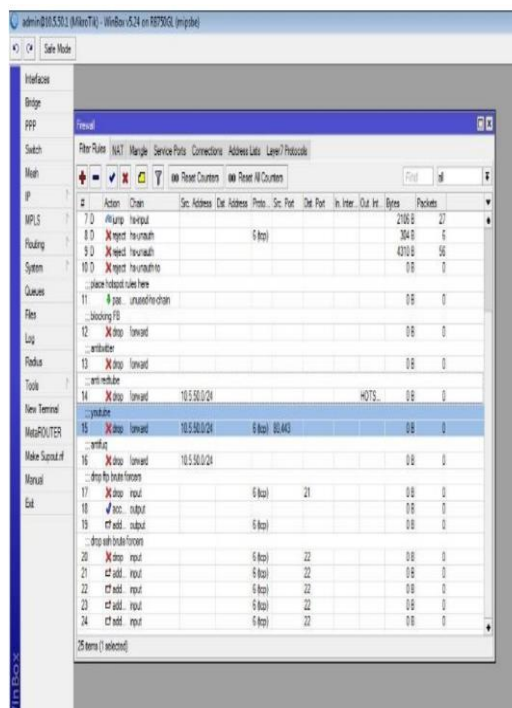 admin@10.5.50.1 (MikroTik) - WinBox v5.24 on RB750GL (mipsbe)
Safe Mode
Interfaces
Bridge
PPP
Switch
Mesh
IP
MPLS
Routing
System
Queues
Files
Log
Radius
Tools
New Terminal
MetaROUTER
Make Supout.rif
Manual
Exit
WinBox
Firewall
Filter Rules NAT Mangle Service Ports Connections Address Lists Layer7 Protocols
00 Reset Counters 00 Reset All Counters Find all
# Action Chain Src. Address Dst. Address Proto... Src. Port Dst. Port In. Inter... Out. Int... Bytes Packets
7 D jump hs-input 2106 B 27
8 D reject hs-unauth 6 (tcp) 304 B 6
9 D reject hs-unauth 4310 B 56
10 D reject hs-unauth-to 0 B 0
::: place hotspot rules here
11 pas... unused-hs-chain 0 B 0
::: blocking FB
12 drop forward 0 B 0
::: antitwitter
13 drop forward 0 B 0
::: anti redtube
14 drop forward 10.5.50.0/24 HOTS... 0 B 0
::: youtube
15 drop forward 10.5.50.0/24 6 (tcp) 80,443 0 B 0
16 drop forward 10.5.50.0/24 0 B 0
::: drop ftp brute forcers
17 drop input 6 (tcp) 21 0 B 0
18 acc... output 0 B 0
19 add... output 6 (tcp) 0 B 0
::: drop ssh brute forcers
20 drop input 6 (tcp) 22 0 B 0
21 add... input 6 (tcp) 22 0 B 0
22 add... input 6 (tcp) 22 0 B 0
23 add... input 6 (tcp) 22 0 B 0
24 add... input 6 (tcp) 22 0 B 0
25 items (1 selected)